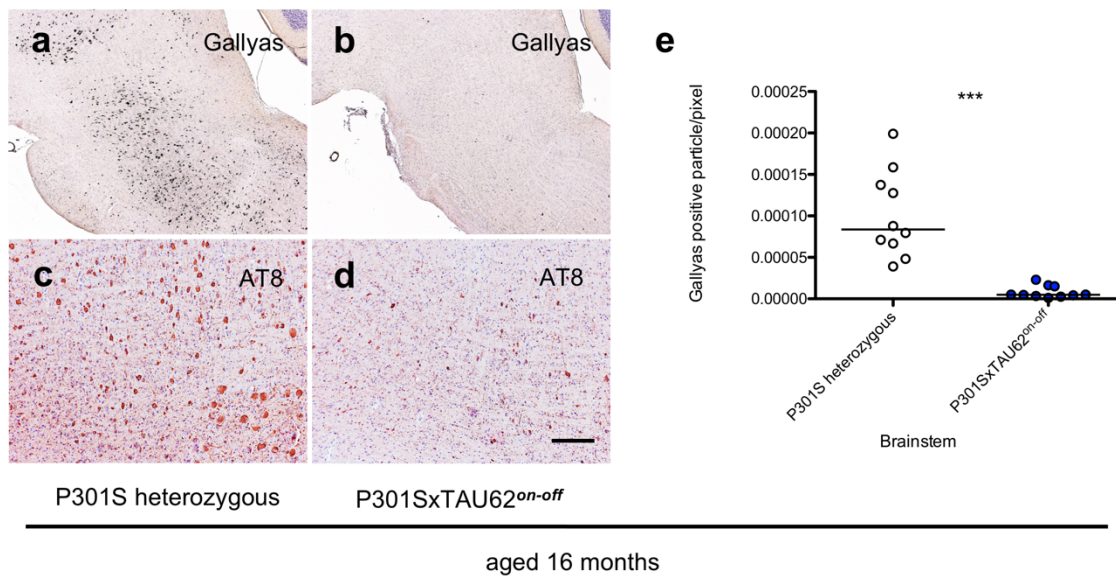 a
Gallyas
b
Gallyas
c
AT8
d
AT8
P301S heterozygous
P301SxTAU62on-off
aged 16 months
e
***
Gallyas positive particle/pixel
0.00025
0.00020
0.00015
0.00010
0.00005
0.00000
P301S heterozygous
P301SxTAU62on-off
Brainstem